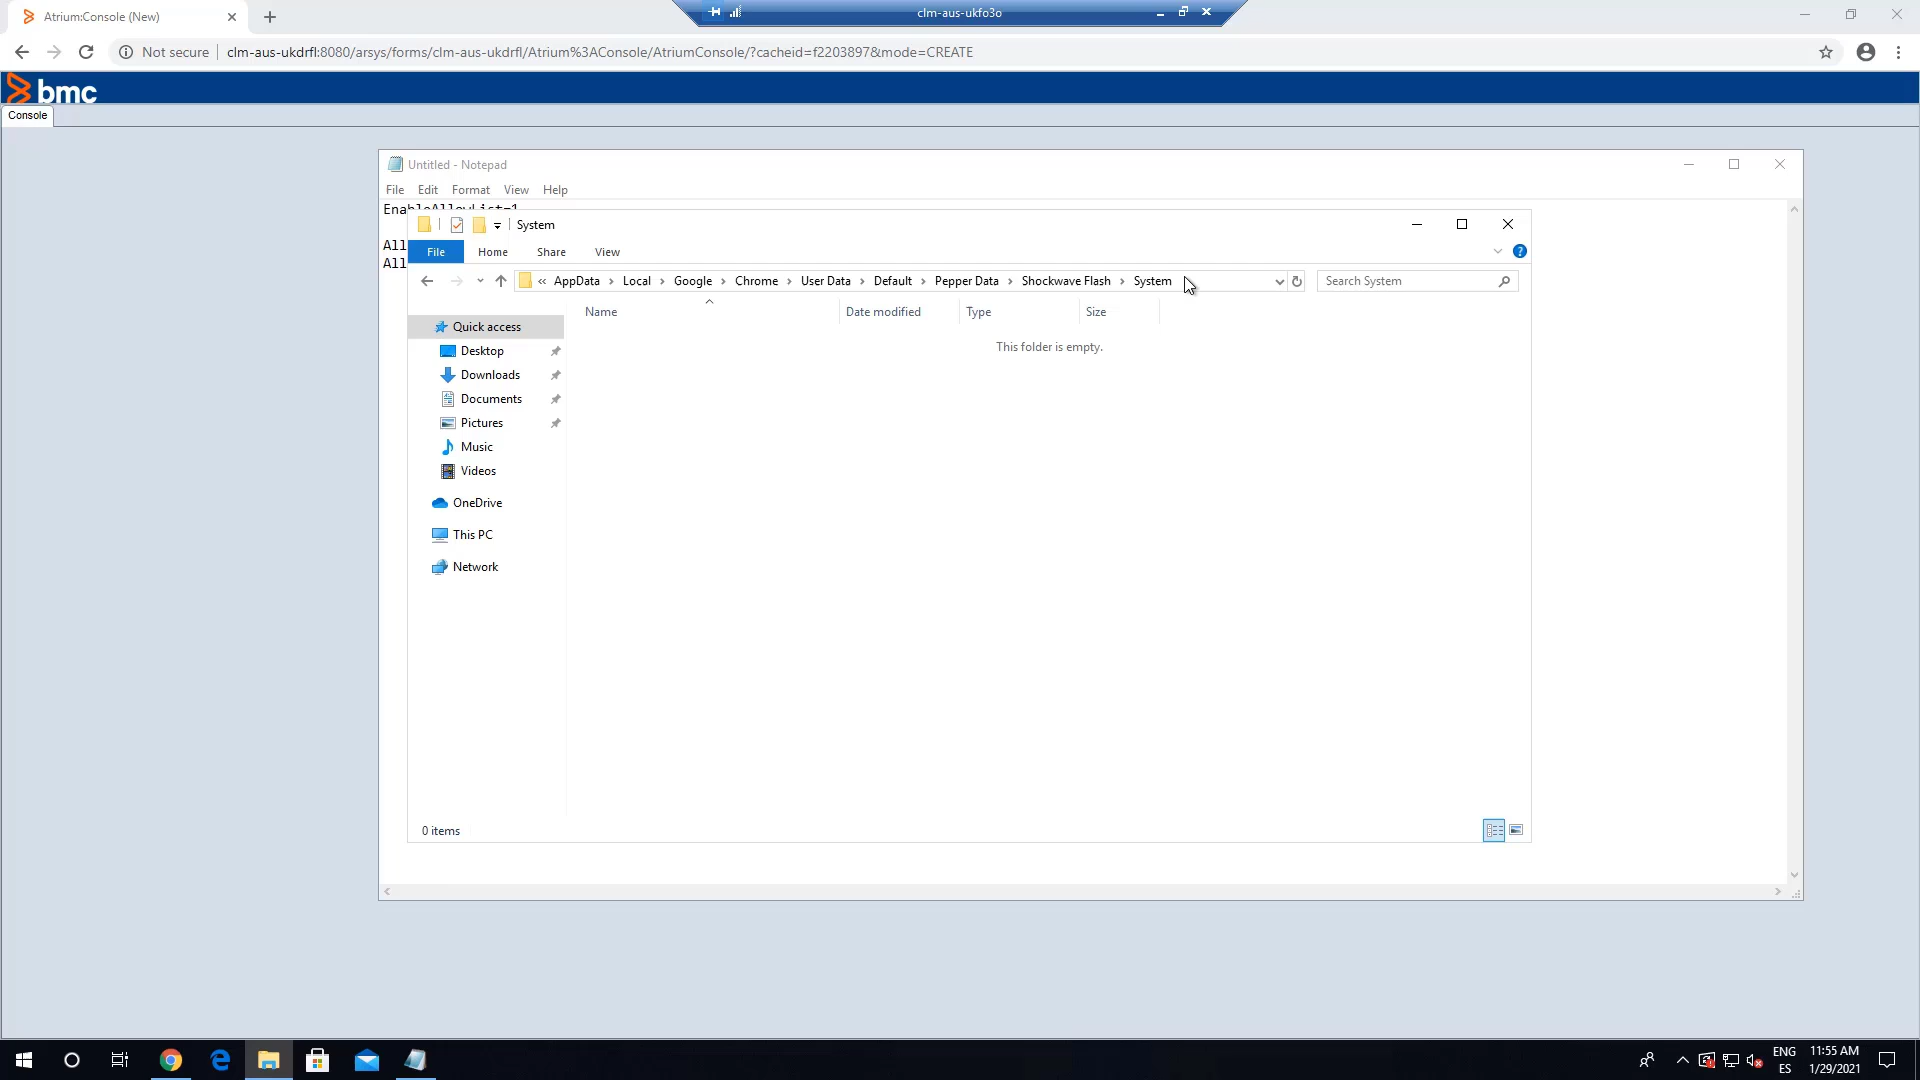 Atrium:Console (New)
clm-aus-ukfo3o
Not secure
clm-aus-ukdrfl:8080/arsys/forms/clm-aus-ukdrfl/Atrium%3AConsole/AtriumConsole/?cacheid=f2203897&mode=CREATE
bmc
Console
Untitled - Notepad
File Edit Format View Help
EnableAllowList=1
All
All
System
File Home Share View
« AppData › Local › Google › Chrome › User Data › Default › Pepper Data › Shockwave Flash › System
Search System
Name Date modified Type Size
This folder is empty.
Quick access
Desktop
Downloads
Documents
Pictures
Music
Videos
OneDrive
This PC
Network
0 items
ENG
ES
11:55 AM
1/29/2021